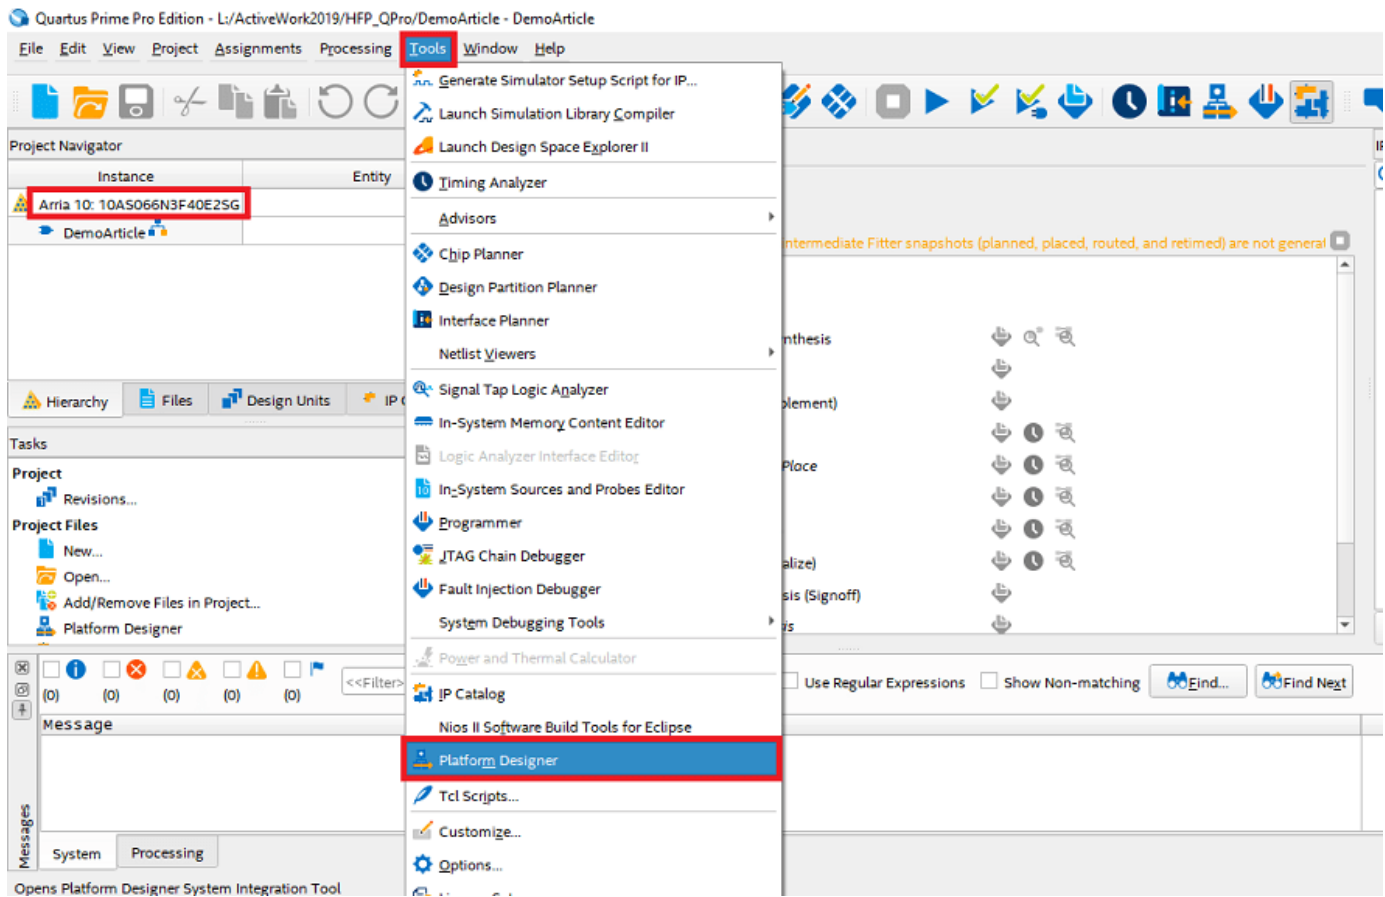 Quartus Prime Pro Edition - L:/ActiveWork2019/HFP_QPro/DemoArticle - DemoArticle
File Edit View Project Assignments Processing Tools Window Help
Generate Simulator Setup Script for IP...
Launch Simulation Library Compiler
Launch Design Space Explorer II
Timing Analyzer
Advisors
Chip Planner
Design Partition Planner
Interface Planner
Netlist Viewers
Signal Tap Logic Analyzer
In-System Memory Content Editor
Logic Analyzer Interface Editor
In-System Sources and Probes Editor
Programmer
JTAG Chain Debugger
Fault Injection Debugger
System Debugging Tools
Power and Thermal Calculator
IP Catalog
Nios II Software Build Tools for Eclipse
Platform Designer
Tcl Scripts...
Customize...
Options...
Project Navigator
Instance Entity
Arria 10: 10AS066N3F40E2SG
DemoArticle
Hierarchy Files Design Units IP
Tasks
Project
Revisions...
Project Files
New...
Open...
Add/Remove Files in Project...
Platform Designer
ntermediate Fitter snapshots (planned, placed, routed, and retimed) are not generat
nthesis
plement)
Place
alize)
sis (Signoff)
is
(0) (0) (0) (0) (0)
<<Filter>
Use Regular Expressions Show Non-matching Find... Find Next
Message
Messages
System Processing
Opens Platform Designer System Integration Tool